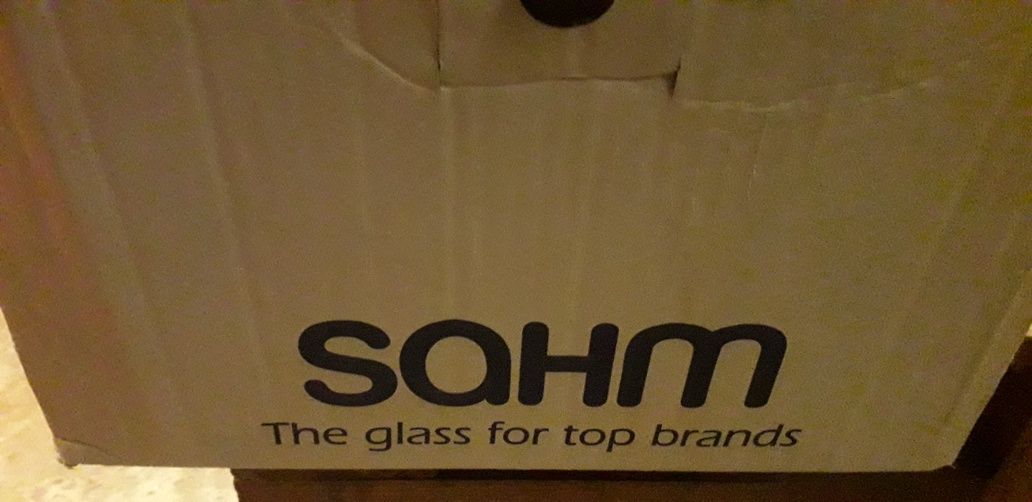 SAHM
The glass for top brands